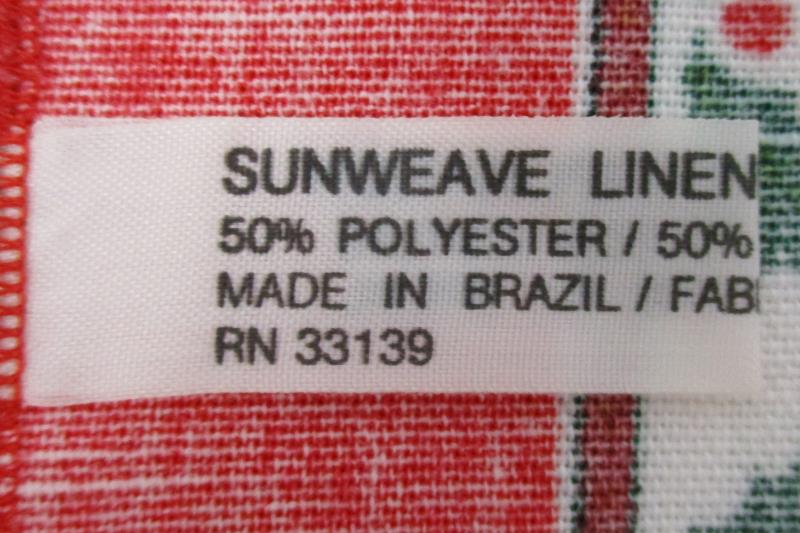 SUNWEAVE LINEN
50% POLYESTER / 50%
MADE IN BRAZIL / FAB
RN 33139